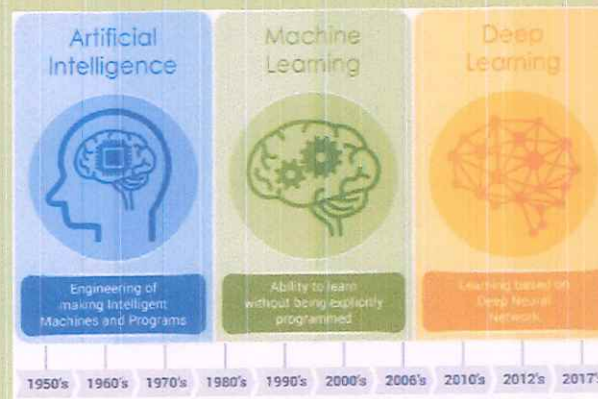 Artificial
Intelligence
Machine
Learning
Deep
Learning
Engineering of
making Intelligent
Machines and Programs
Ability to learn
without being explicitly
programmed
Learning based on
Deep Neural
Network
1950's 1960's 1970's 1980's 1990's 2000's 2006's 2010's 2012's 2017's